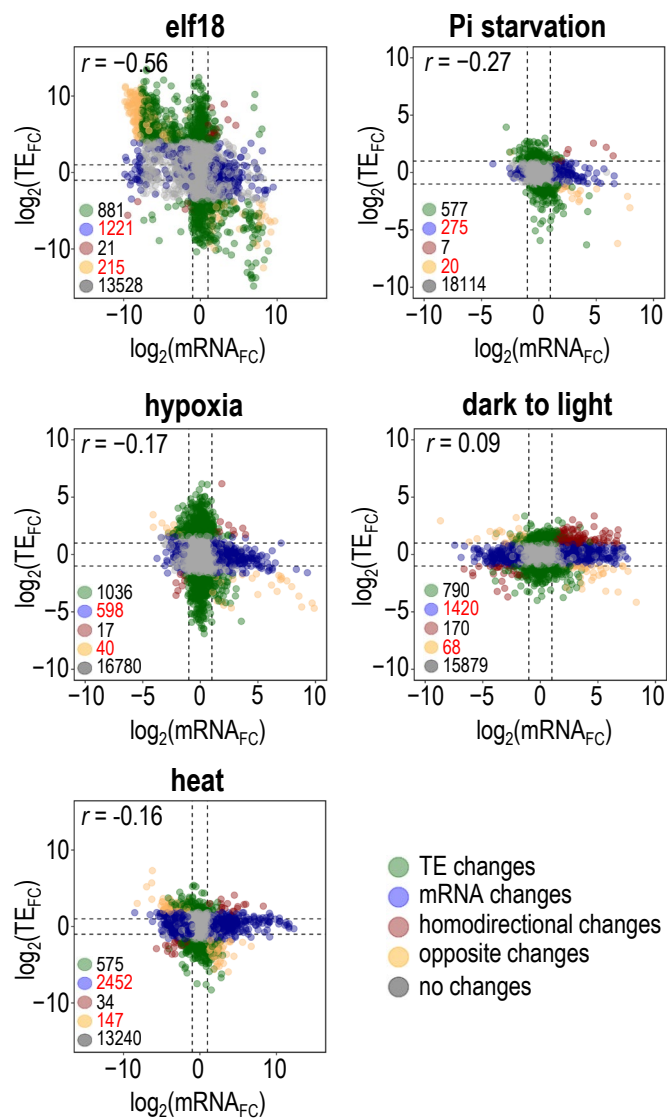 elf18
r = −0.56
log2(TEFC)
10
0
−10
881
1221
21
215
13528
−10 0 10
log2(mRNAFC)
Pi starvation
r = −0.27
log2(TEFC)
10
5
0
−5
−10
577
275
7
20
18114
−10 −5 0 5 10
log2(mRNAFC)
hypoxia
r = −0.17
log2(TEFC)
10
5
0
−5
−10
1036
598
17
40
16780
−10 −5 0 5 10
log2(mRNAFC)
dark to light
r = 0.09
log2(TEFC)
10
5
0
−5
−10
790
1420
170
68
15879
−10 −5 0 5 10
log2(mRNAFC)
heat
r = -0.16
log2(TEFC)
10
0
−10
575
2452
34
147
13240
−10 0 10
log2(mRNAFC)
TE changes
mRNA changes
homodirectional changes
opposite changes
no changes